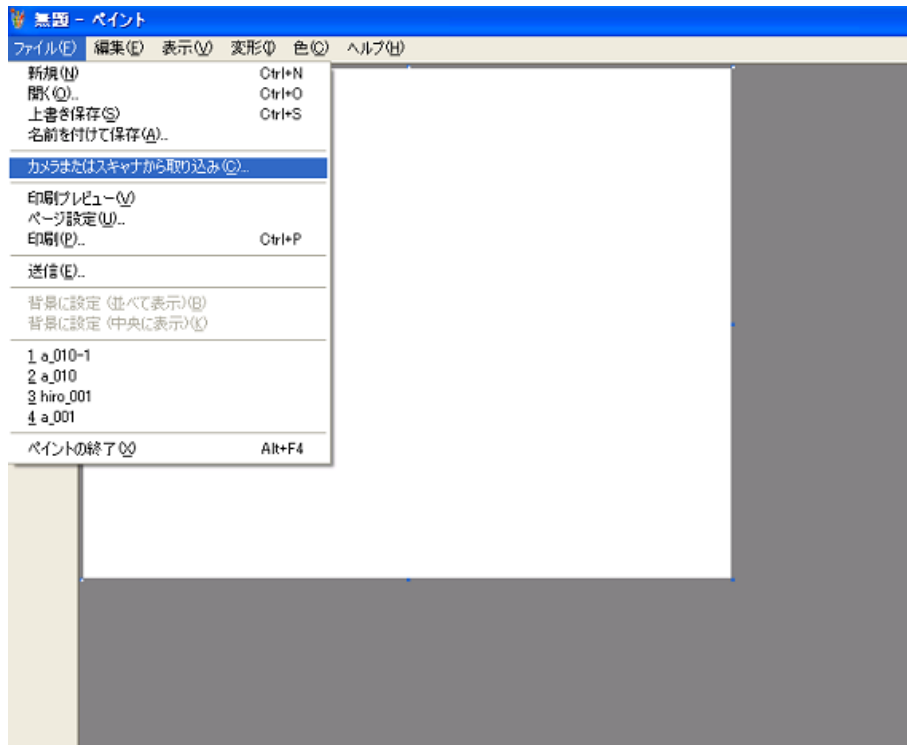 無題 - ペイント
ファイル(F) 編集(E) 表示(V) 変形(I) 色(C) ヘルプ(H)
新規(N) Ctrl+N
開く(O)...
Ctrl+O
上書き保存(S) Ctrl+S
名前を付けて保存(A)...
カメラまたはスキャナから取り込み(C)...
印刷プレビュー(V)
ページ設定(U)...
印刷(P)... Ctrl+P
送信(E)...
背景に設定 (並べて表示)(B)
背景に設定 (中央に表示)(K)
1 a_010-1
2 a_010
3 hiro_001
4 a_001
ペイントの終了(X) Alt+F4